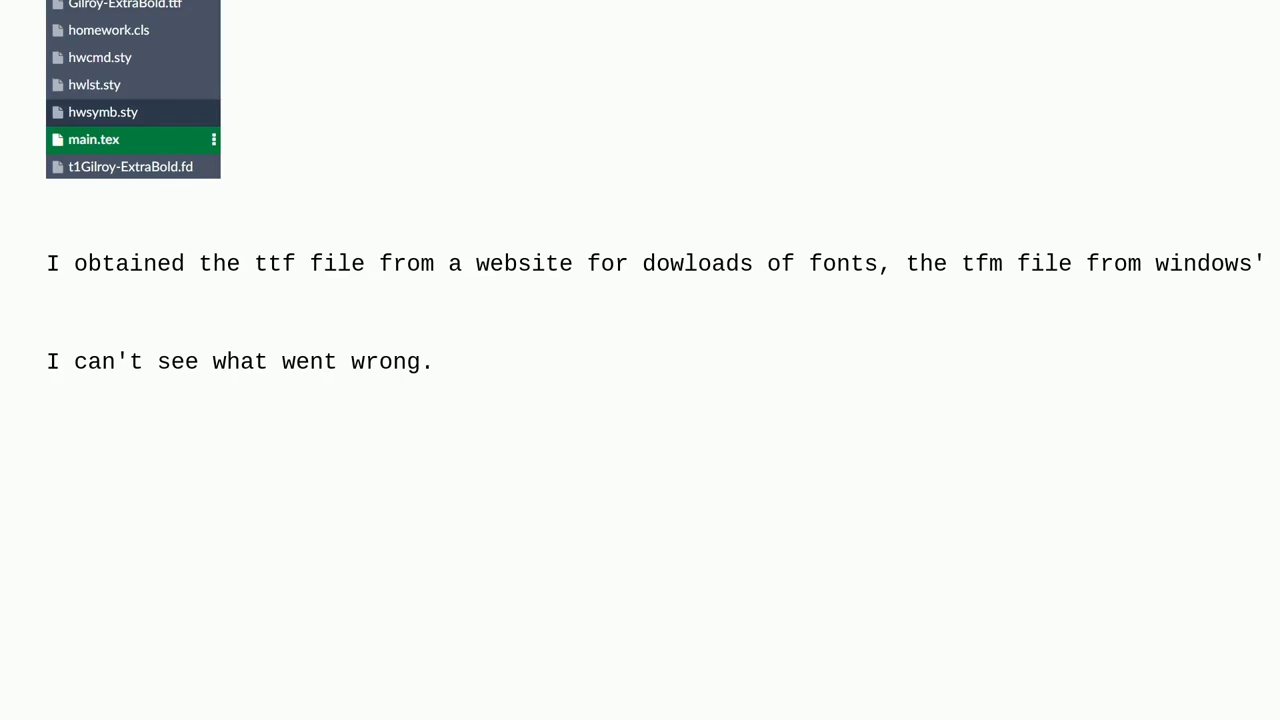 Gilroy-ExtraBold.ttf
homework.cls
hwcmd.sty
hwlst.sty
hwsymb.sty
main.tex
t1Gilroy-ExtraBold.fd
I obtained the ttf file from a website for dowloads of fonts, the tfm file from windows'
I can't see what went wrong.